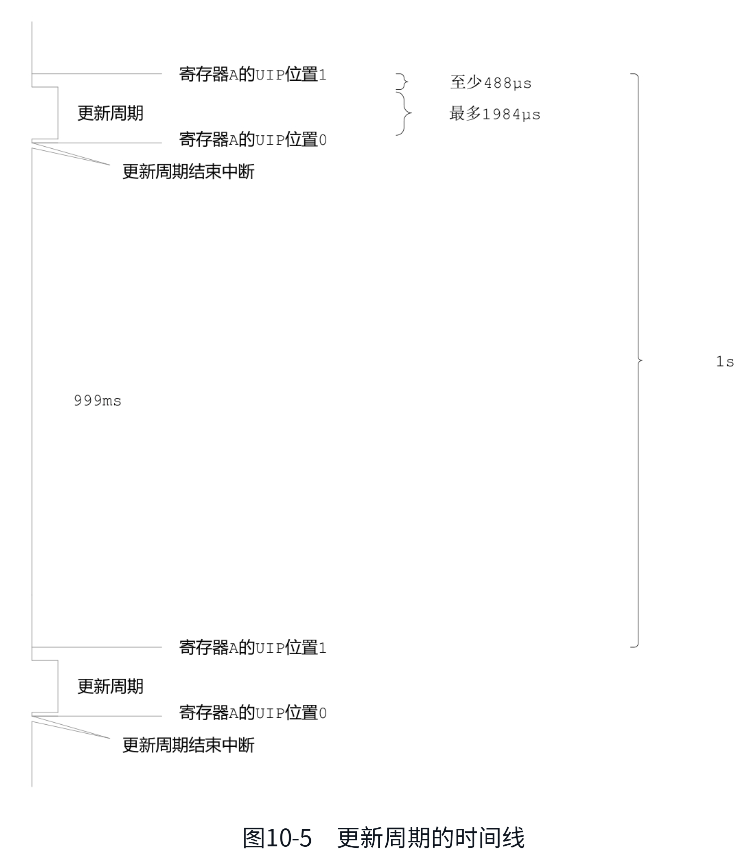 寄存器A的UIP位置1
至少488μs
更新周期
最多1984μs
寄存器A的UIP位置0
更新周期结束中断
1s
999ms
寄存器A的UIP位置1
更新周期
寄存器A的UIP位置0
更新周期结束中断
图10-5 更新周期的时间线